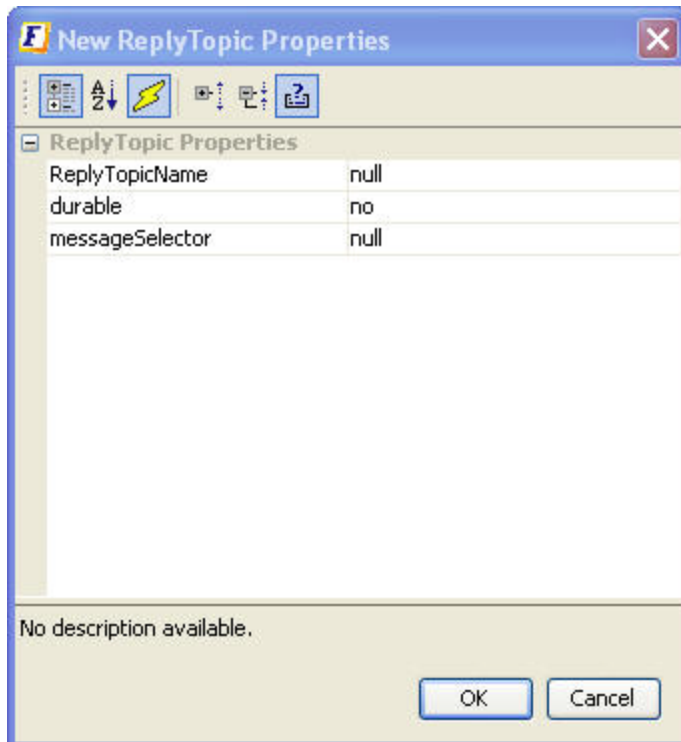 F New ReplyTopic Properties
A Z
ReplyTopic Properties
ReplyTopicName null
durable no
messageSelector null
No description available.
OK Cancel